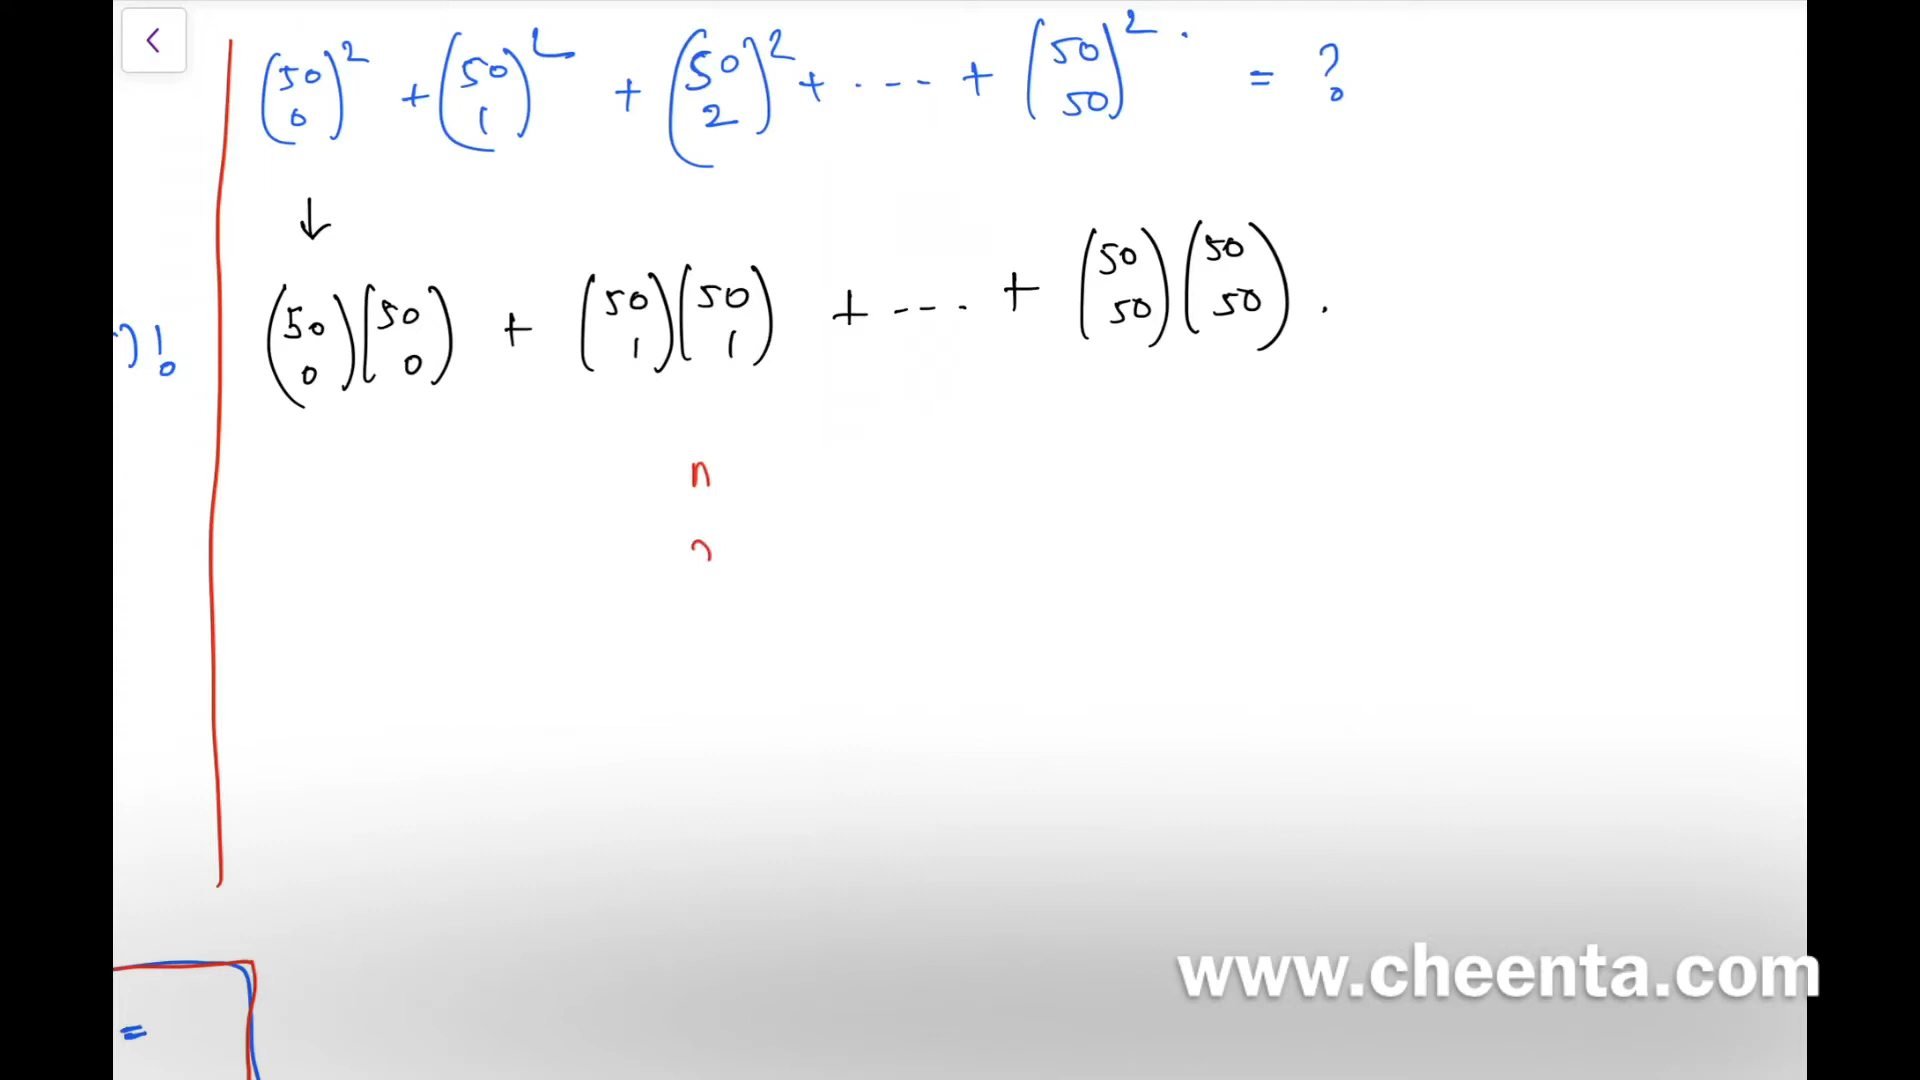 (50 0)² + (50 1)² + (50 2)² + ---- + (50 50)² . = ?
↓
(50 0)(50 0) + (50 1)(50 1) + ---- + (50 50)(50 50) .
)!
n
=
www.cheenta.com